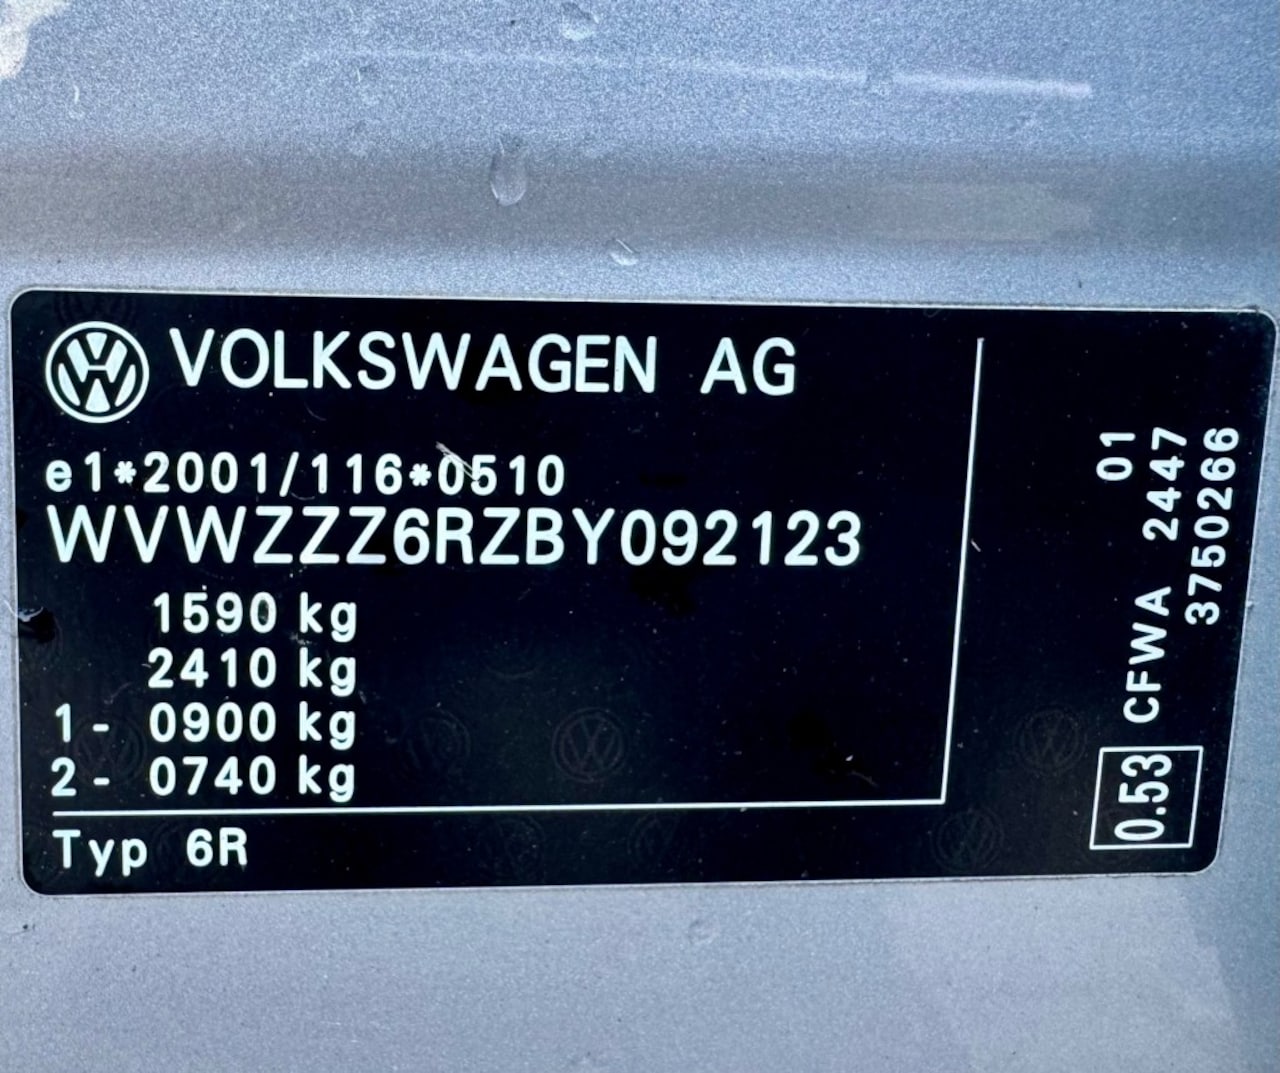 VOLKSWAGEN AG
e1*2001/116*0510
WVWZZZ6RZBY092123
1590 kg
2410 kg
1- 0900 kg
2- 0740 kg
Typ 6R
0.53 CFWA 2447 01
3750266